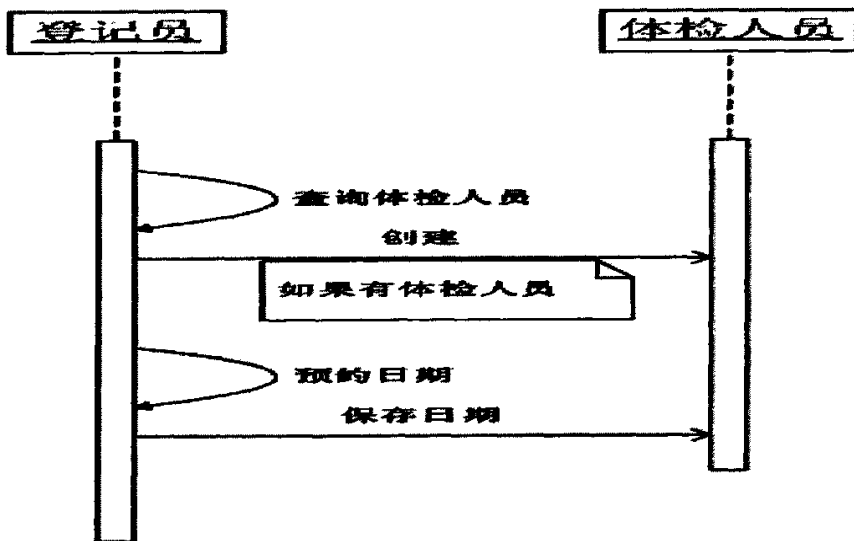 登记员
体检人员
查询体检人员
创建
如果有体检人员
预约日期
保存日期